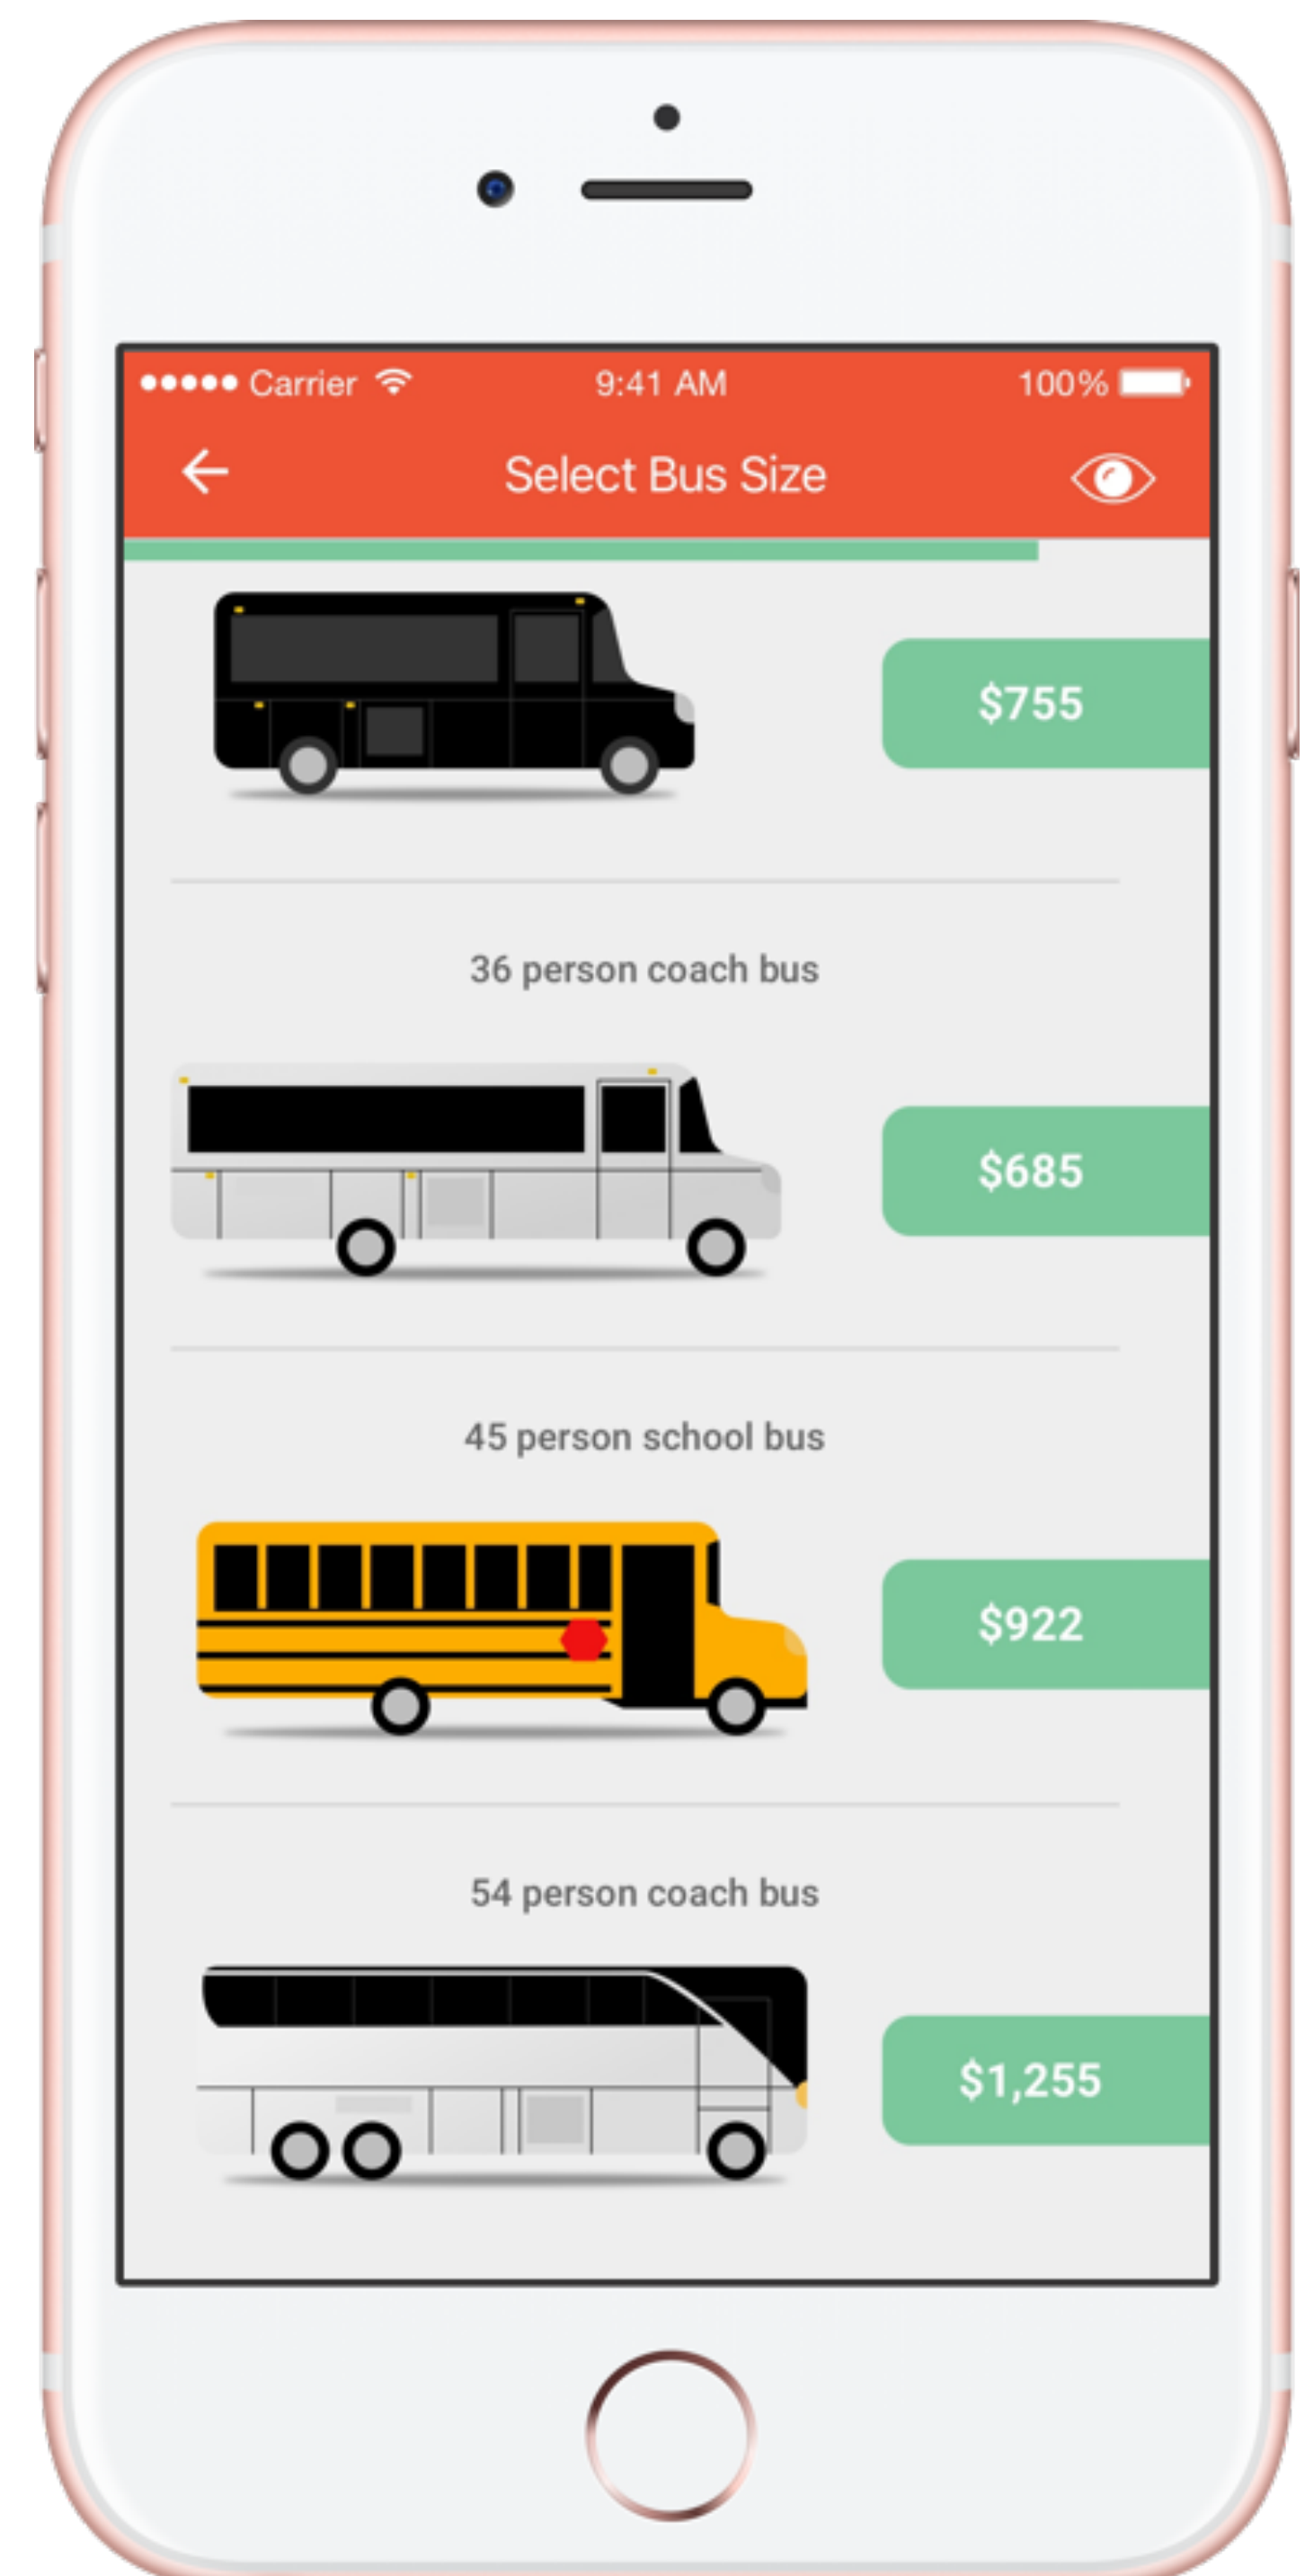 Carrier 9:41 AM 100%
Select Bus Size
$755
36 person coach bus
$685
45 person school bus
$922
54 person coach bus
$1,255